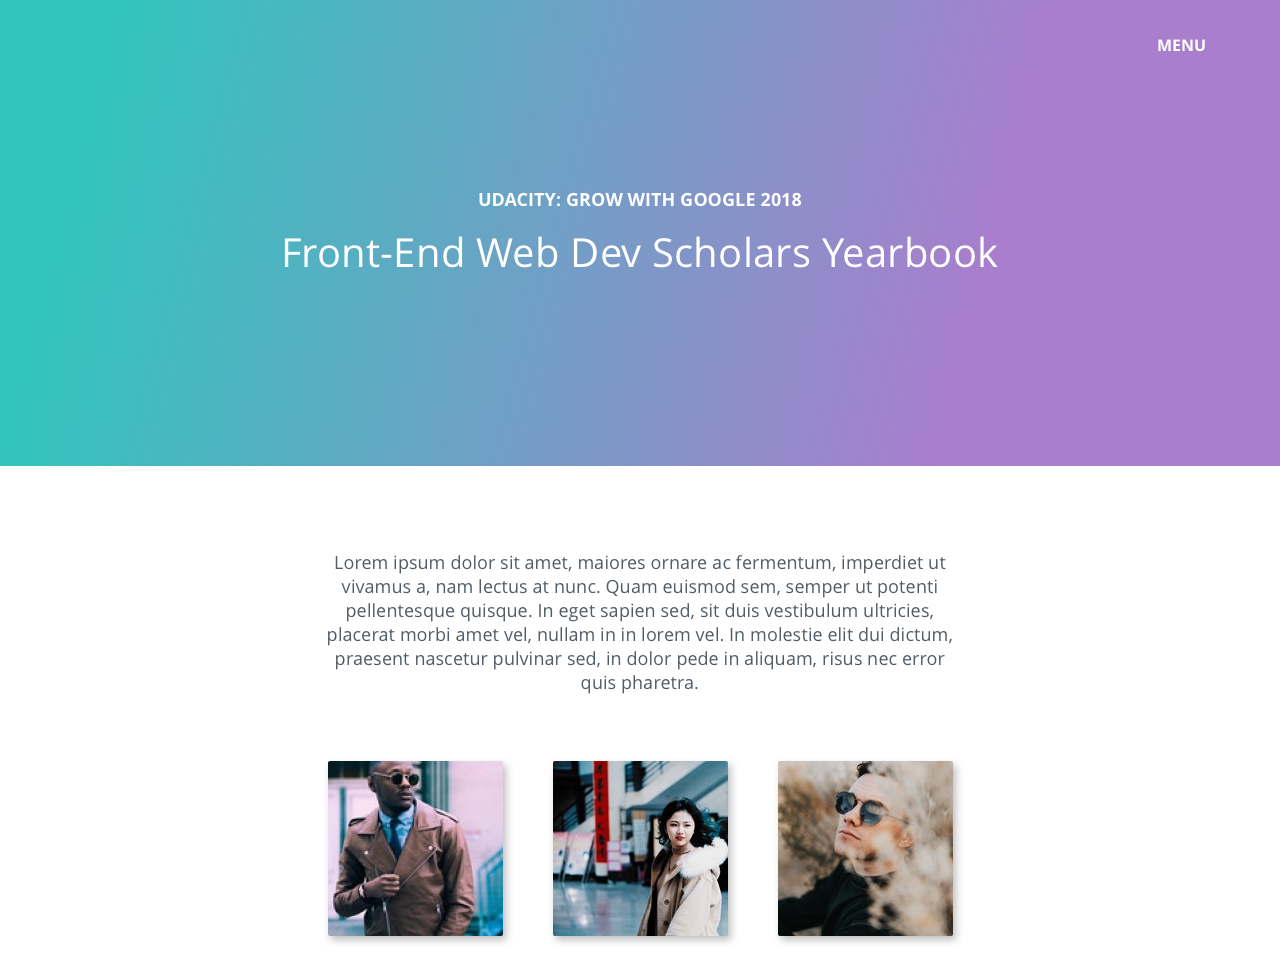 MENU
UDACITY: GROW WITH GOOGLE 2018
Front-End Web Dev Scholars Yearbook
Lorem ipsum dolor sit amet, maiores ornare ac fermentum, imperdiet ut
vivamus a, nam lectus at nunc. Quam euismod sem, semper ut potenti
pellentesque quisque. In eget sapien sed, sit duis vestibulum ultricies,
placerat morbi amet vel, nullam in in lorem vel. In molestie elit dui dictum,
praesent nascetur pulvinar sed, in dolor pede in aliquam, risus nec error
quis pharetra.